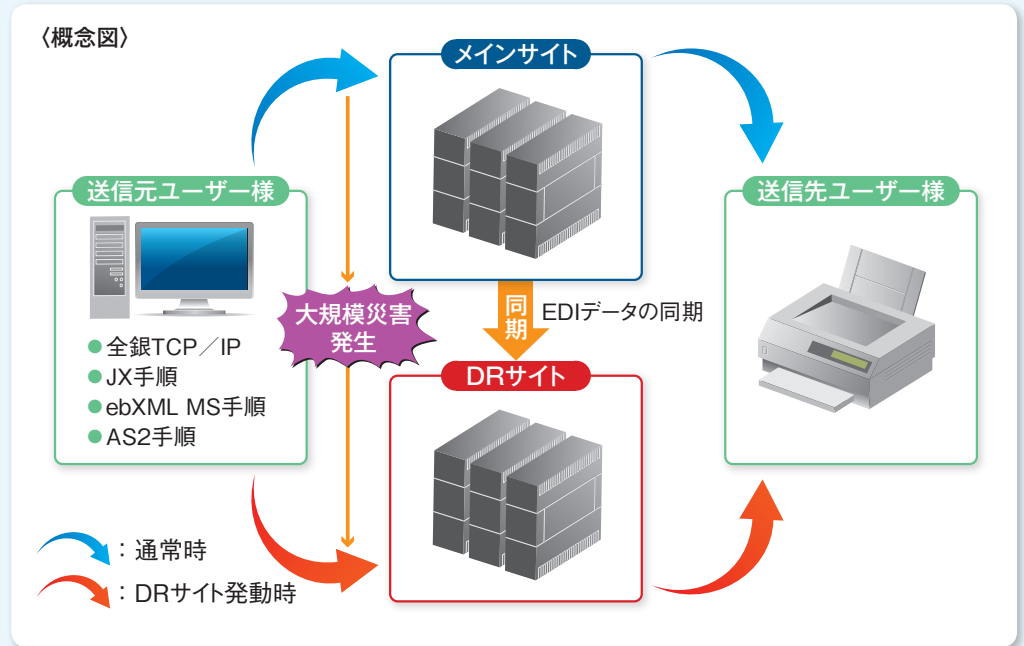 〈概念図〉
メインサイト
送信元ユーザー様
送信先ユーザー様
全銀TCP／IP
JX手順
ebXML MS手順
AS2手順
大規模災害
発生
同期
EDIデータの同期
DRサイト
：通常時
：DRサイト発動時